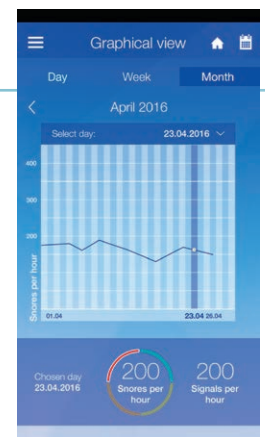 Graphical view
Day Week Month
April 2016
Select day: 23.04.2016
400
300
200
Snores per hour
01.04 23.04 26.04
Chosen day
23.04.2016
200
Snores per
hour
200
Signals per
hour